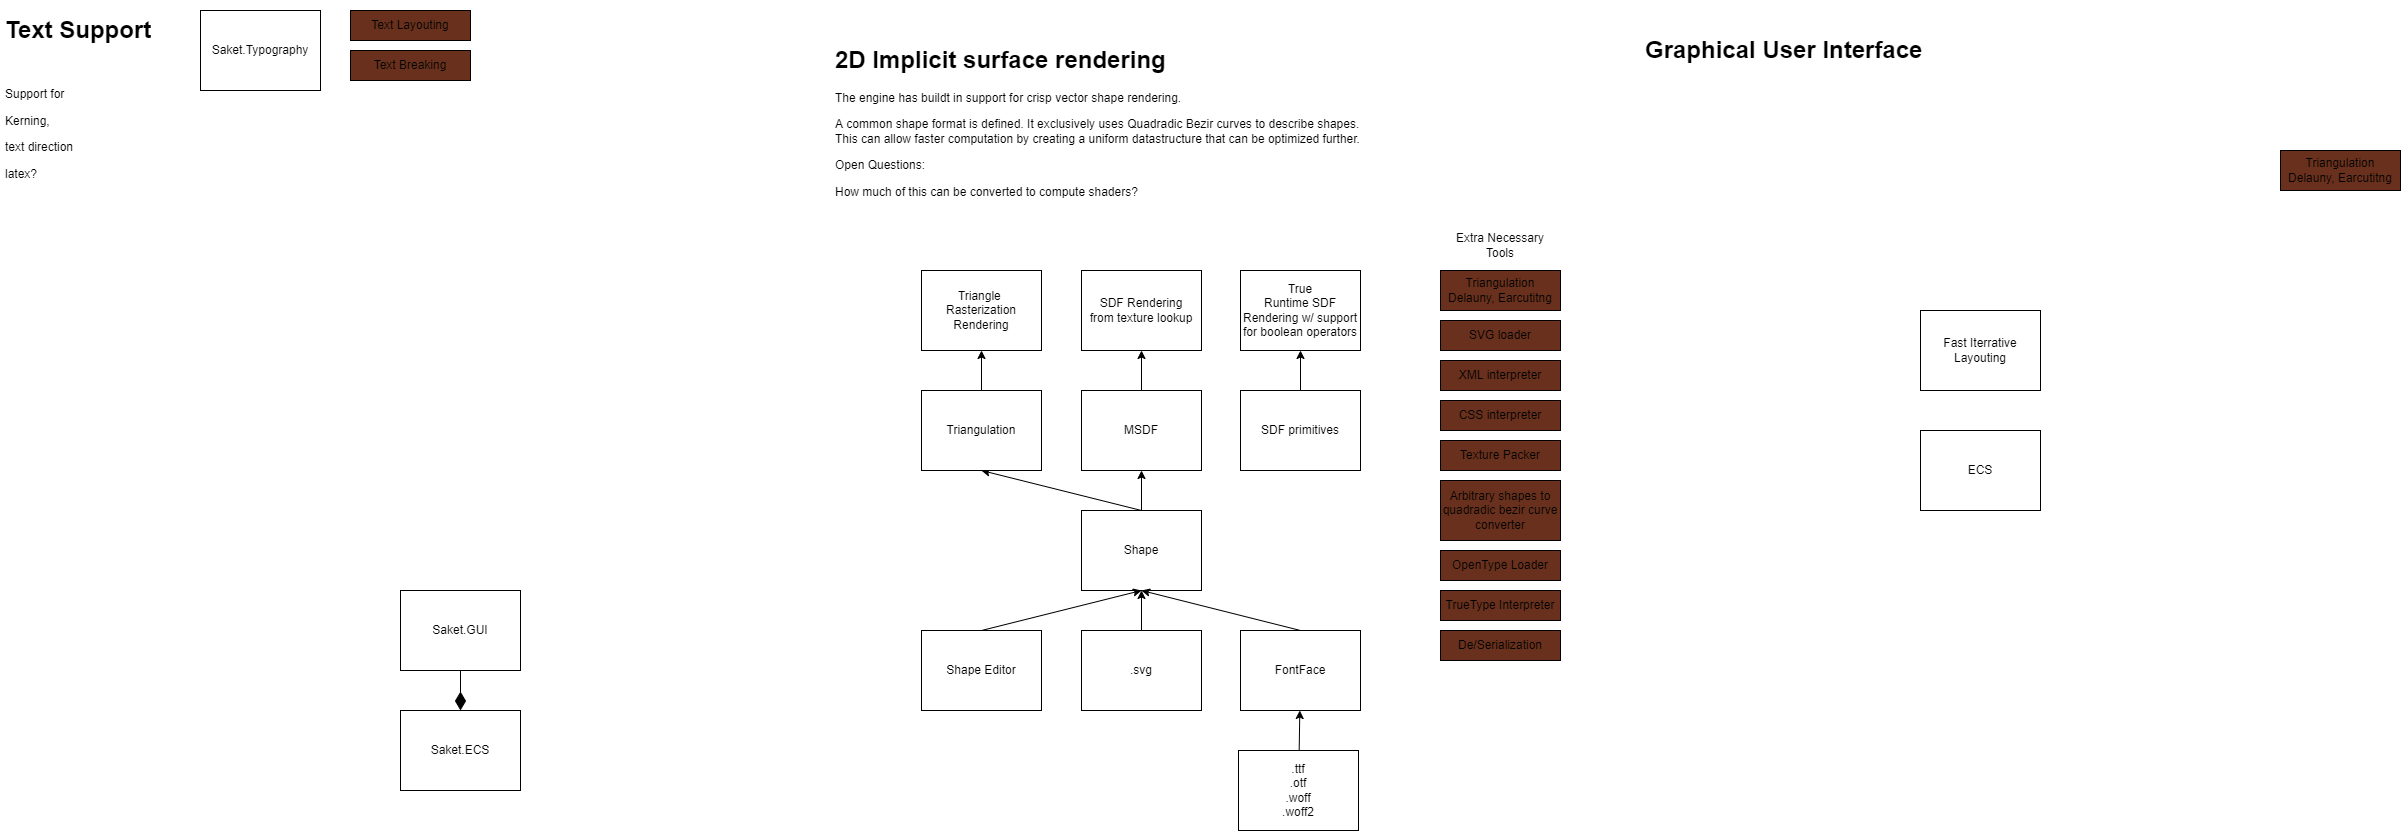 Text Support
Saket.Typography
Text Layouting
Text Breaking
Support for
Kerning,
text direction
latex?
Saket.GUI
Saket.ECS
2D Implicit surface rendering
The engine has buildt in support for crisp vector shape rendering.
A common shape format is defined. It exclusively uses Quadradic Bezir curves to describe shapes.
This can allow faster computation by creating a uniform datastructure that can be optimized further.
Open Questions:
How much of this can be converted to compute shaders?
Triangle
Rasterization
Rendering
SDF Rendering
from texture lookup
True
Runtime SDF
Rendering w/ support
for boolean operators
Triangulation
MSDF
SDF primitives
Shape
Shape Editor
.svg
FontFace
.ttf
.otf
.woff
.woff2
Extra Necessary
Tools
Triangulation
Delauny, Earcutitng
SVG loader
XML interpreter
CSS interpreter
Texture Packer
Arbitrary shapes to
quadradic bezir curve
converter
OpenType Loader
TrueType Interpreter
De/Serialization
Graphical User Interface
Triangulation
Delauny, Earcutitng
Fast Iterrative
Layouting
ECS